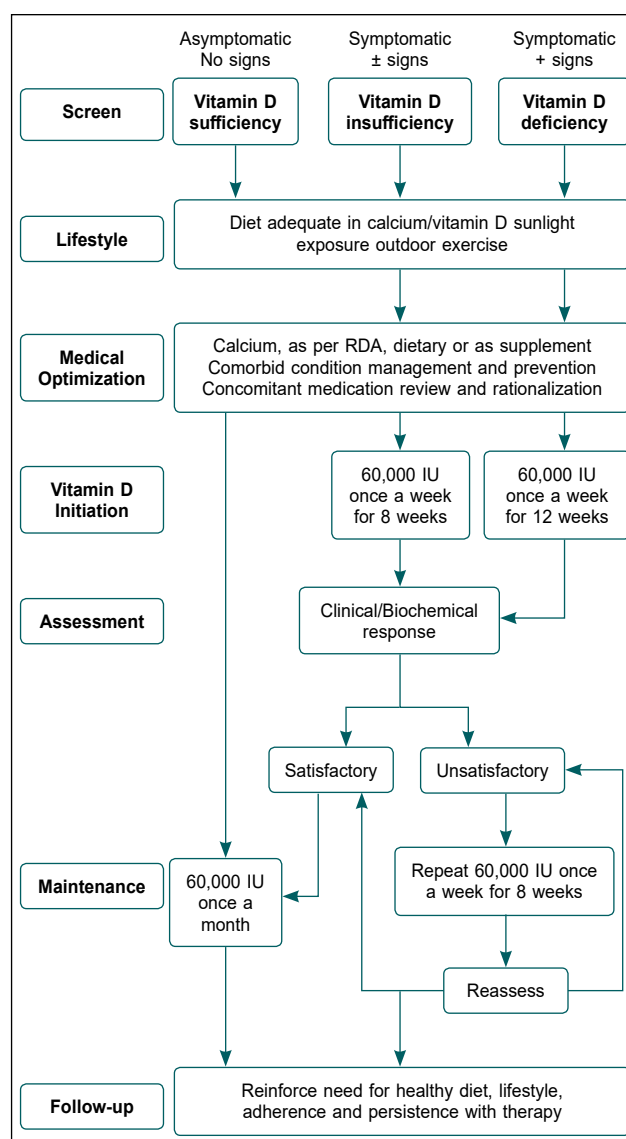 Asymptomatic
No signs
Symptomatic
± signs
Symptomatic
+ signs
Screen
Vitamin D
sufficiency
Vitamin D
insufficiency
Vitamin D
deficiency
Lifestyle
Diet adequate in calcium/vitamin D sunlight
exposure outdoor exercise
Medical
Optimization
Calcium, as per RDA, dietary or as supplement
Comorbid condition management and prevention
Concomitant medication review and rationalization
Vitamin D
Initiation
60,000 IU
once a week
for 8 weeks
60,000 IU
once a week
for 12 weeks
Assessment
Clinical/Biochemical
response
Satisfactory
Unsatisfactory
Maintenance
60,000 IU
once a
month
Repeat 60,000 IU once
a week for 8 weeks
Reassess
Follow-up
Reinforce need for healthy diet, lifestyle,
adherence and persistence with therapy